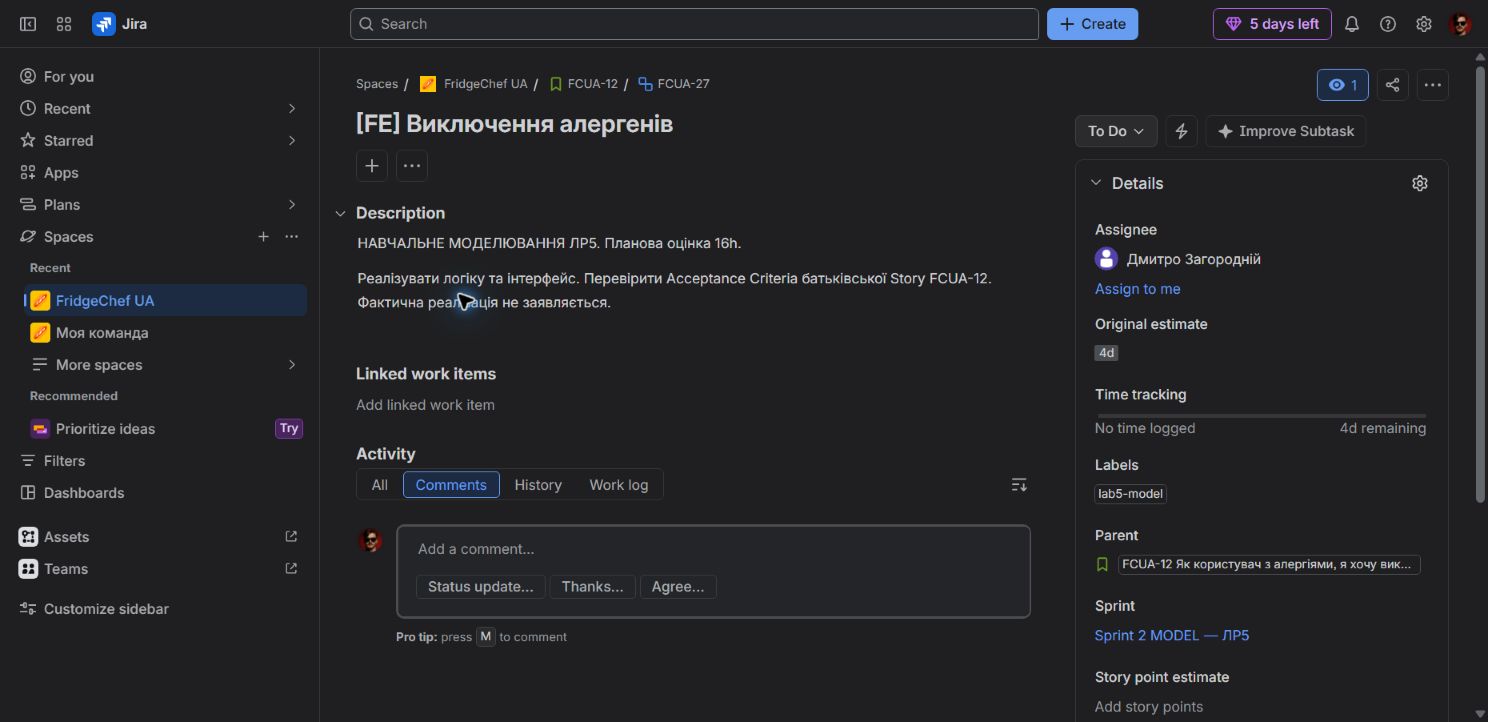 Jira
Search
Create
5 days left
For you
Recent
Starred
Apps
Plans
Spaces
Recent
FridgeChef UA
Моя команда
More spaces
Recommended
Prioritize ideas
Try
Filters
Dashboards
Assets
Teams
Customize sidebar
Spaces / FridgeChef UA / FCUA-12 / FCUA-27
[FE] Виключення алергенів
Description
НАВЧАЛЬНЕ МОДЕЛЮВАННЯ ЛР5. Планова оцінка 16h.
Реалізувати логіку та інтерфейс. Перевірити Acceptance Criteria батьківської Story FCUA-12.
Фактична реалізація не заявляється.
Linked work items
Add linked work item
Activity
All Comments History Work log
Add a comment...
Status update... Thanks... Agree...
Pro tip: press M to comment
1
To Do
Improve Subtask
Details
Assignee
Дмитро Загородній
Assign to me
Original estimate
4d
Time tracking
No time logged 4d remaining
Labels
lab5-model
Parent
FCUA-12 Як користувач з алергіями, я хочу вик...
Sprint
Sprint 2 MODEL — ЛР5
Story point estimate
Add story points